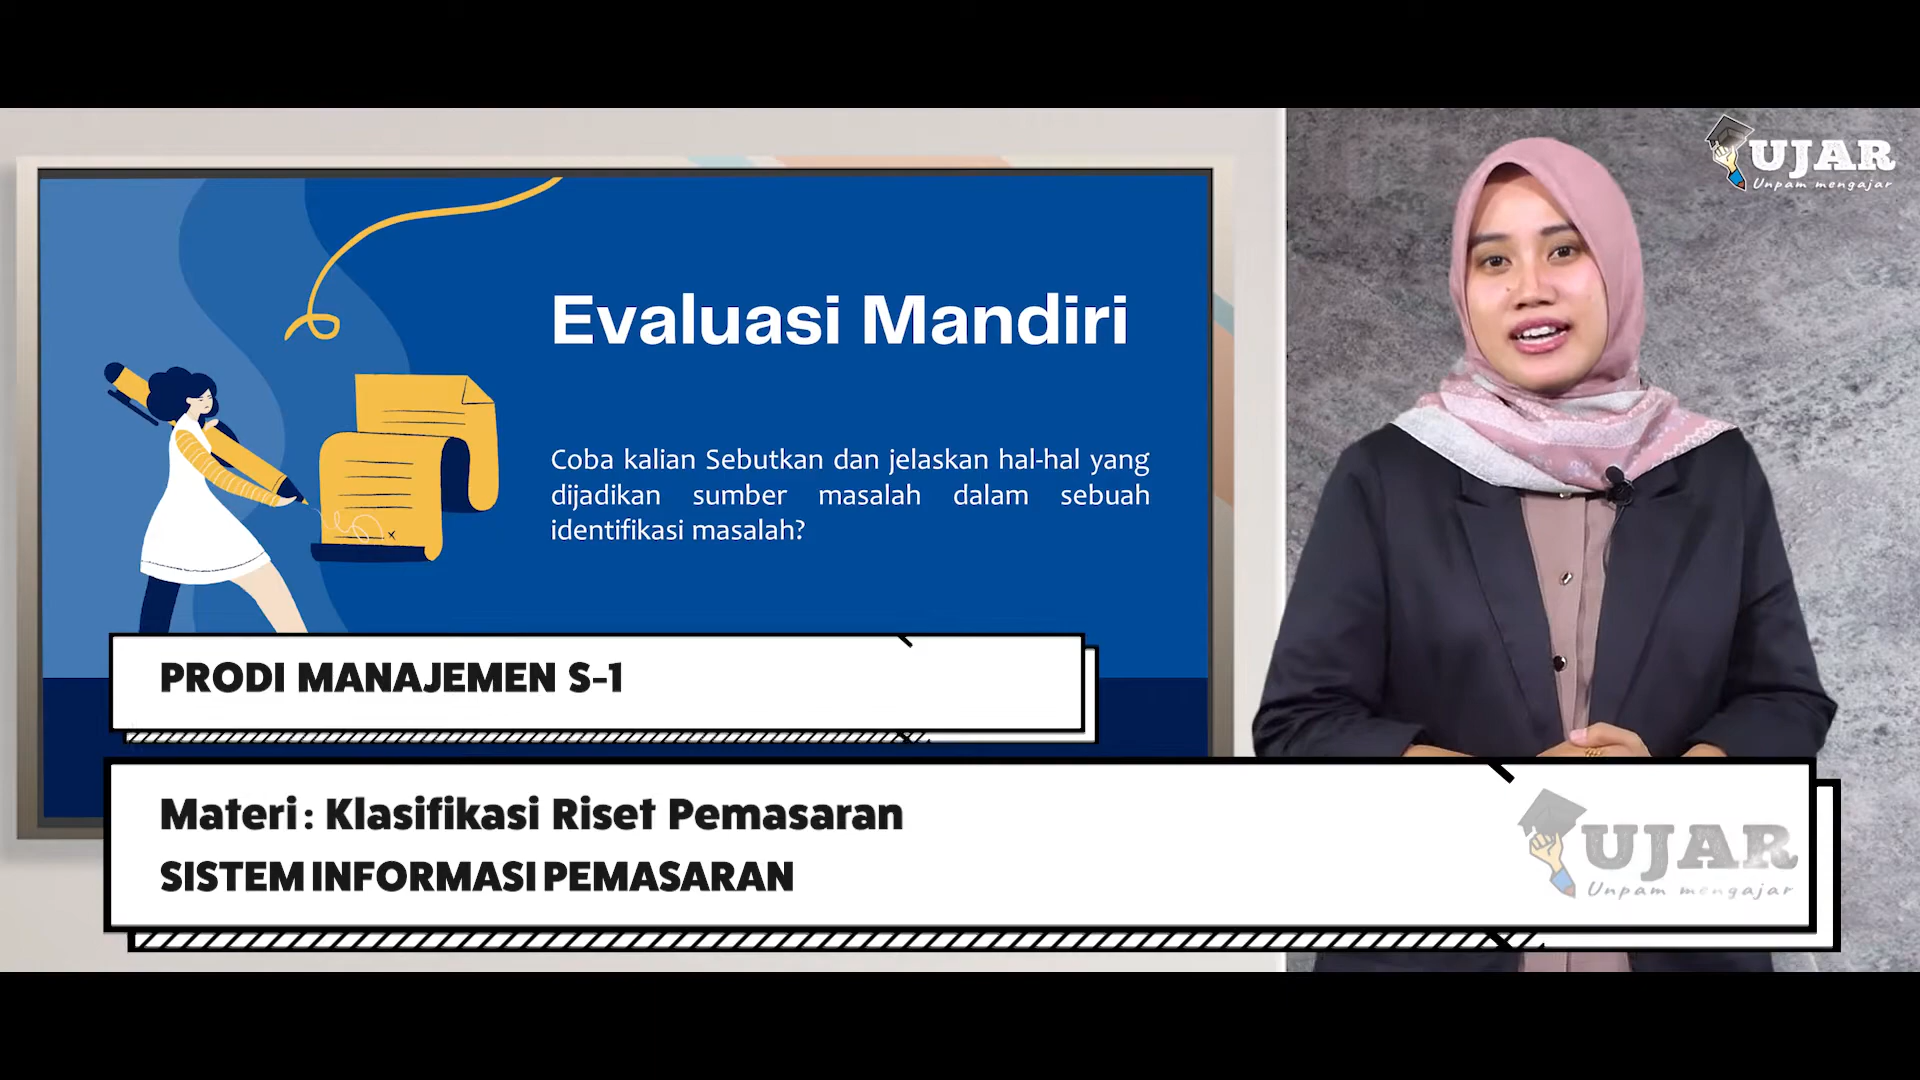 UJAR
Unpam mengajar
Evaluasi Mandiri
Coba kalian Sebutkan dan jelaskan hal-hal yang
dijadikan sumber masalah dalam sebuah
identifikasi masalah?
PRODI MANAJEMEN S-1
Materi: Klasifikasi Riset Pemasaran
SISTEM INFORMASI PEMASARAN
UJAR
Unpam mengajar